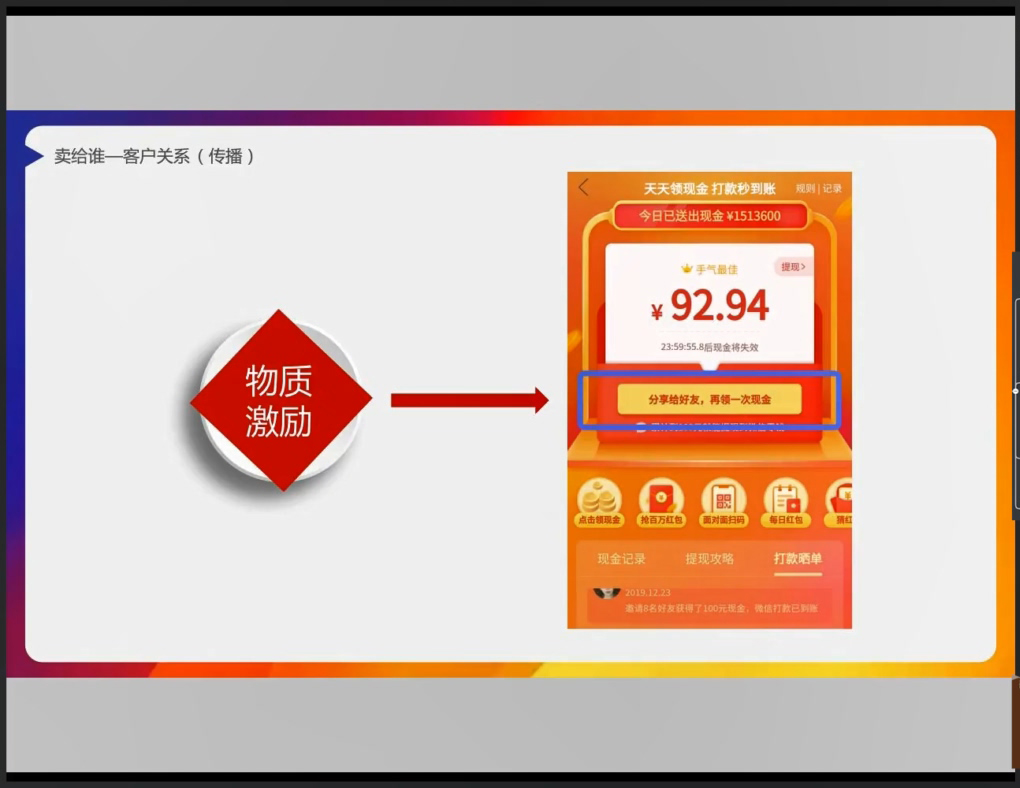 卖给谁—客户关系（传播）
物质
激励
天天领现金 打款秒到账
规则 | 记录
今日已送出现金 ¥1513600
手气最佳
提现>
¥ 92.94
23:59:55.8后现金将失效
分享给好友，再领一次现金
点击领现金
抢百万红包
面对面扫码
每日红包
猜红
现金记录
提现攻略
打款晒单
2019.12.23
邀请8名好友获得了100元现金，微信打款已到账